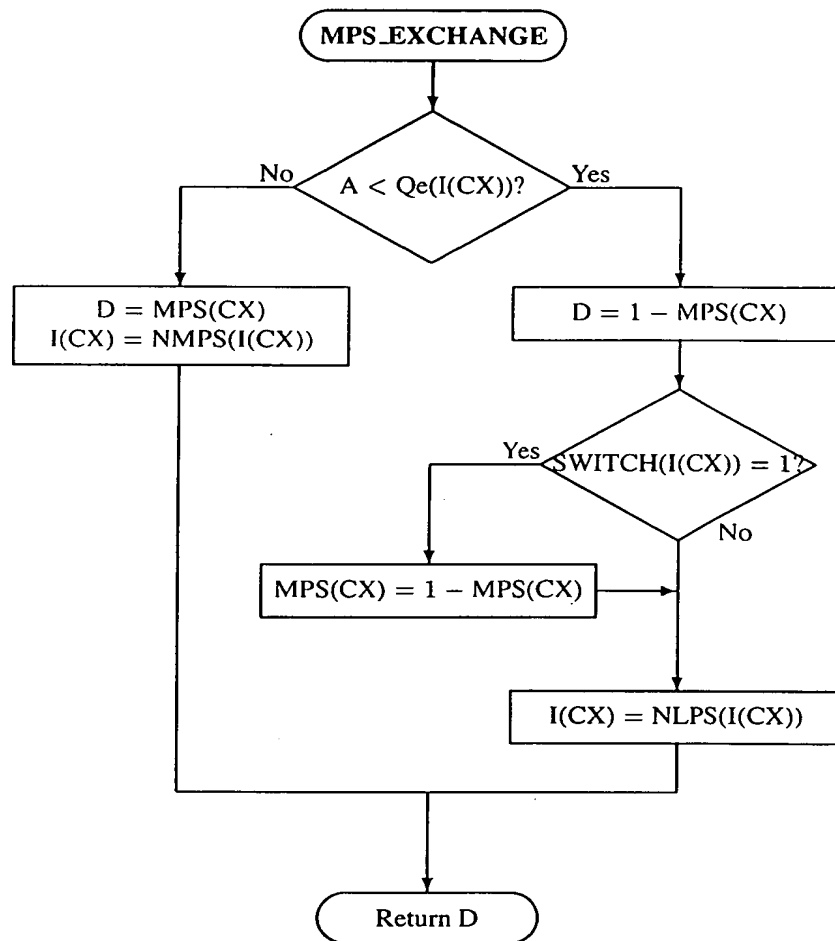 MPS_EXCHANGE
A < Qe(I(CX))?
No
Yes
D = MPS(CX)
I(CX) = NMPS(I(CX))
D = 1 – MPS(CX)
SWITCH(I(CX)) = 1?
Yes
No
MPS(CX) = 1 – MPS(CX)
I(CX) = NLPS(I(CX))
Return D